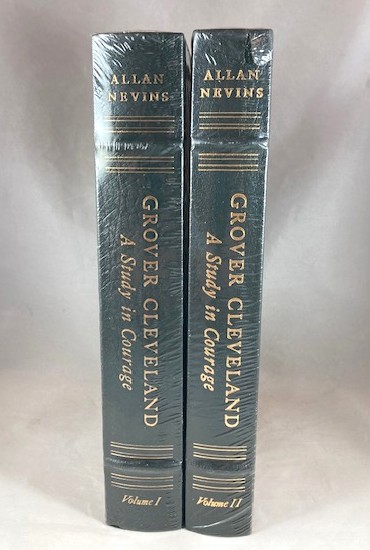 ALLAN
NEVINS
GROVER CLEVELAND
A Study in Courage
Volume I
ALLAN
NEVINS
GROVER CLEVELAND
A Study in Courage
Volume II